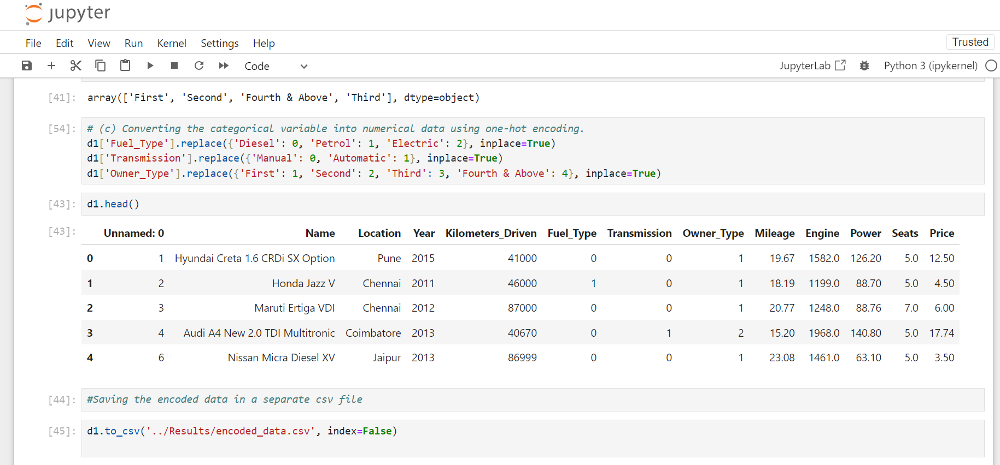 jupyter
File Edit View Run Kernel Settings Help Trusted
Code JupyterLab Python 3 (ipykernel)
[41]: array(['First', 'Second', 'Fourth & Above', 'Third'], dtype=object)
[54]: # (c) Converting the categorical variable into numerical data using one-hot encoding.
d1['Fuel_Type'].replace({'Diesel': 0, 'Petrol': 1, 'Electric': 2}, inplace=True)
d1['Transmission'].replace({'Manual': 0, 'Automatic': 1}, inplace=True)
d1['Owner_Type'].replace({'First': 1, 'Second': 2, 'Third': 3, 'Fourth & Above': 4}, inplace=True)
[43]: d1.head()
[43]: Unnamed: 0 Name Location Year Kilometers_Driven Fuel_Type Transmission Owner_Type Mileage Engine Power Seats Price
0 1 Hyundai Creta 1.6 CRDi SX Option Pune 2015 41000 0 0 1 19.67 1582.0 126.20 5.0 12.50
1 2 Honda Jazz V Chennai 2011 46000 1 0 1 18.19 1199.0 88.70 5.0 4.50
2 3 Maruti Ertiga VDI Chennai 2012 87000 0 0 1 20.77 1248.0 88.76 7.0 6.00
3 4 Audi A4 New 2.0 TDI Multitronic Coimbatore 2013 40670 0 1 2 15.20 1968.0 140.80 5.0 17.74
4 6 Nissan Micra Diesel XV Jaipur 2013 86999 0 0 1 23.08 1461.0 63.10 5.0 3.50
[44]: #Saving the encoded data in a separate csv file
[45]: d1.to_csv('../Results/encoded_data.csv', index=False)